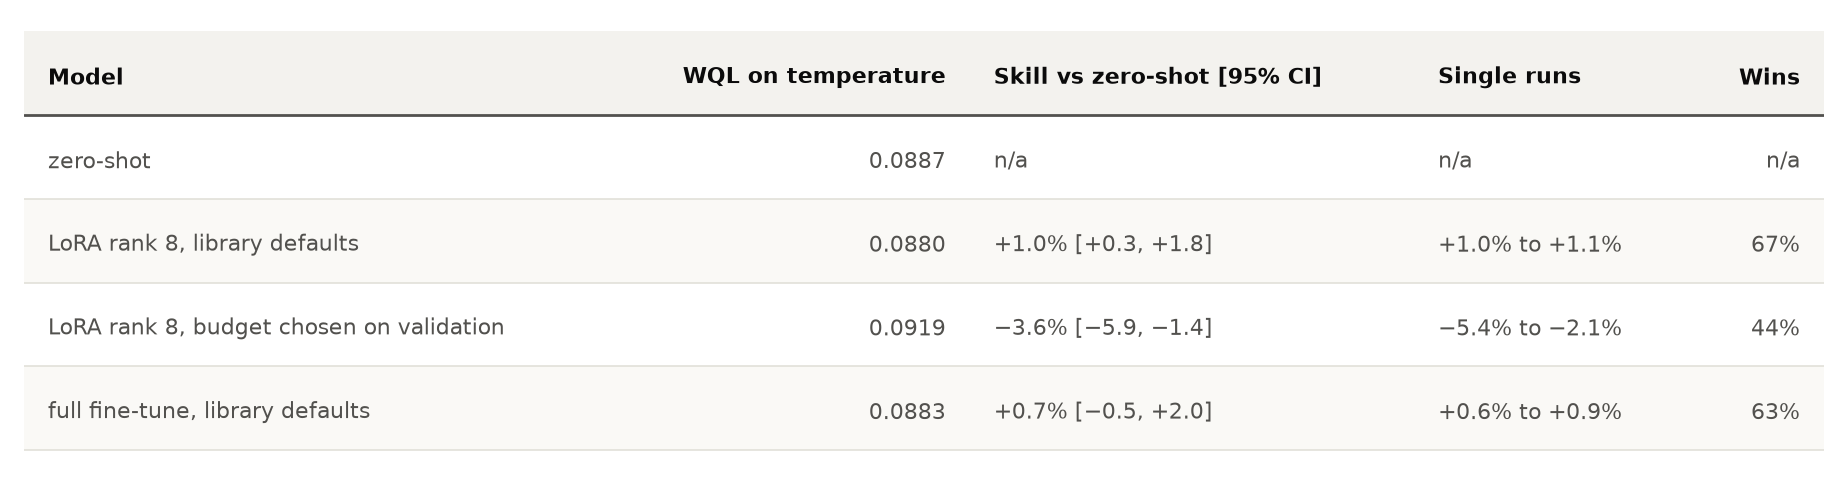 Model WQL on temperature Skill vs zero-shot [95% CI] Single runs Wins
zero-shot 0.0887 n/a n/a n/a
LoRA rank 8, library defaults 0.0880 +1.0% [+0.3, +1.8] +1.0% to +1.1% 67%
LoRA rank 8, budget chosen on validation 0.0919 −3.6% [−5.9, −1.4] −5.4% to −2.1% 44%
full fine-tune, library defaults 0.0883 +0.7% [−0.5, +2.0] +0.6% to +0.9% 63%